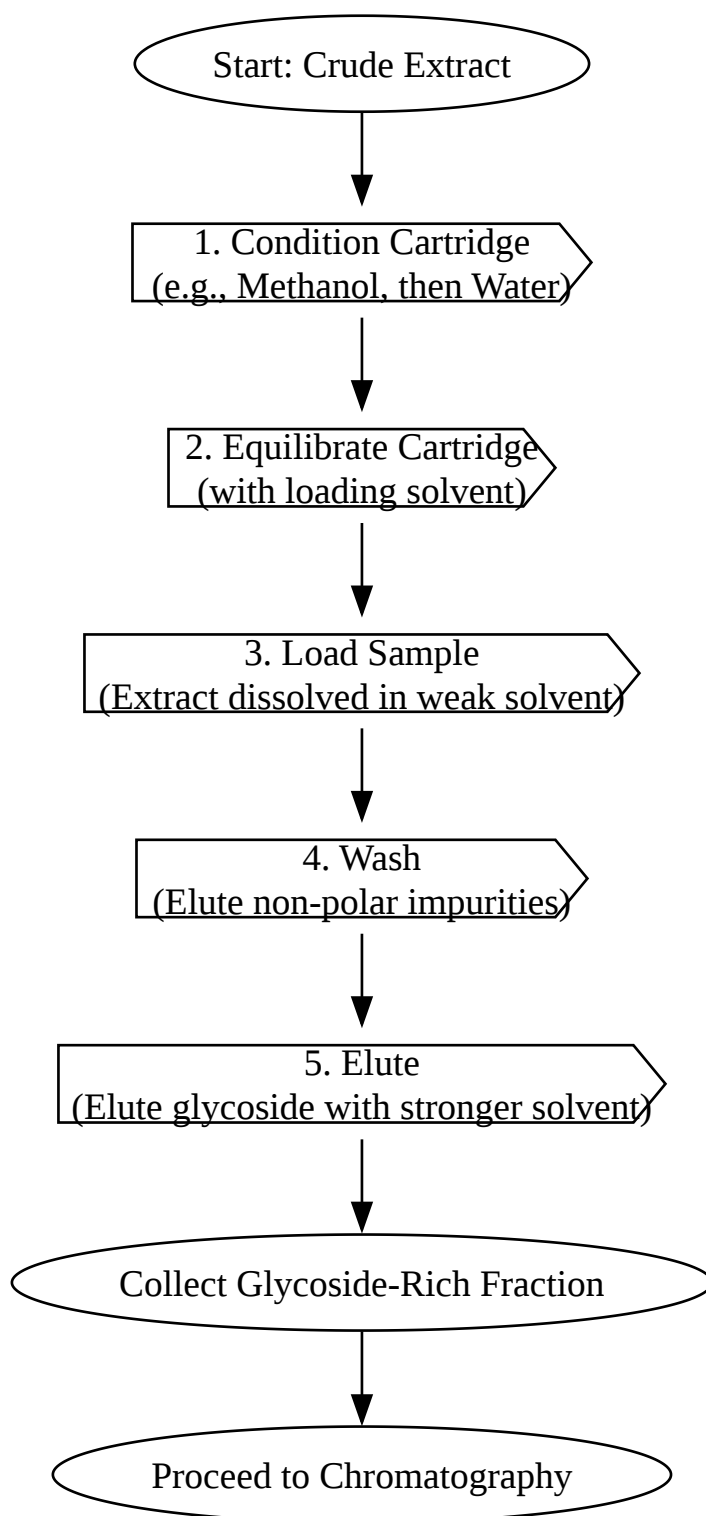 Start: Crude Extract
1. Condition Cartridge
(e.g., Methanol, then Water)
2. Equilibrate Cartridge
(with loading solvent)
3. Load Sample
(Extract dissolved in weak solvent)
4. Wash
(Elute non-polar impurities)
5. Elute
(Elute glycoside with stronger solvent)
Collect Glycoside-Rich Fraction
Proceed to Chromatography